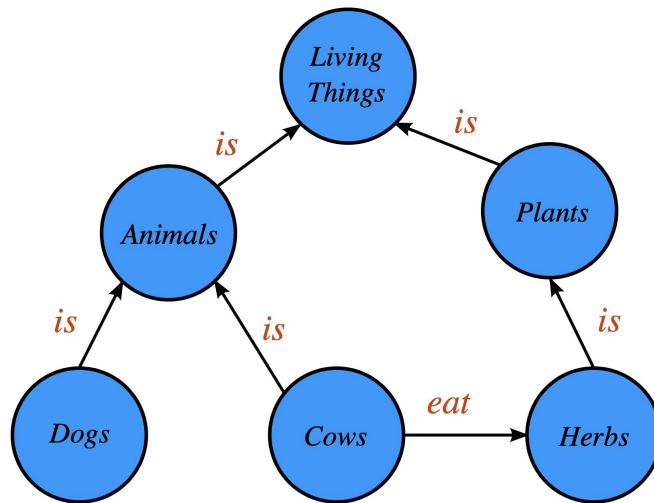 Living
Things
is
is
Animals
Plants
is
is
is
eat
Dogs
Cows
Herbs